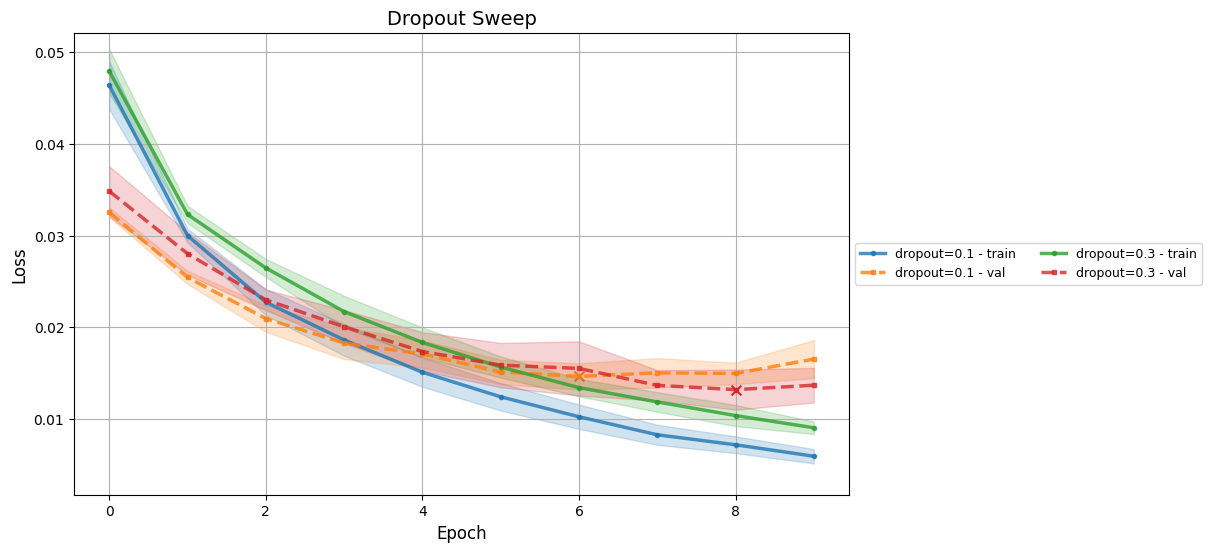 Dropout Sweep
0.05
0.04
0.03
0.02
0.01
Loss
0 2 4 6 8
Epoch
dropout=0.1 - train dropout=0.3 - train
dropout=0.1 - val dropout=0.3 - val